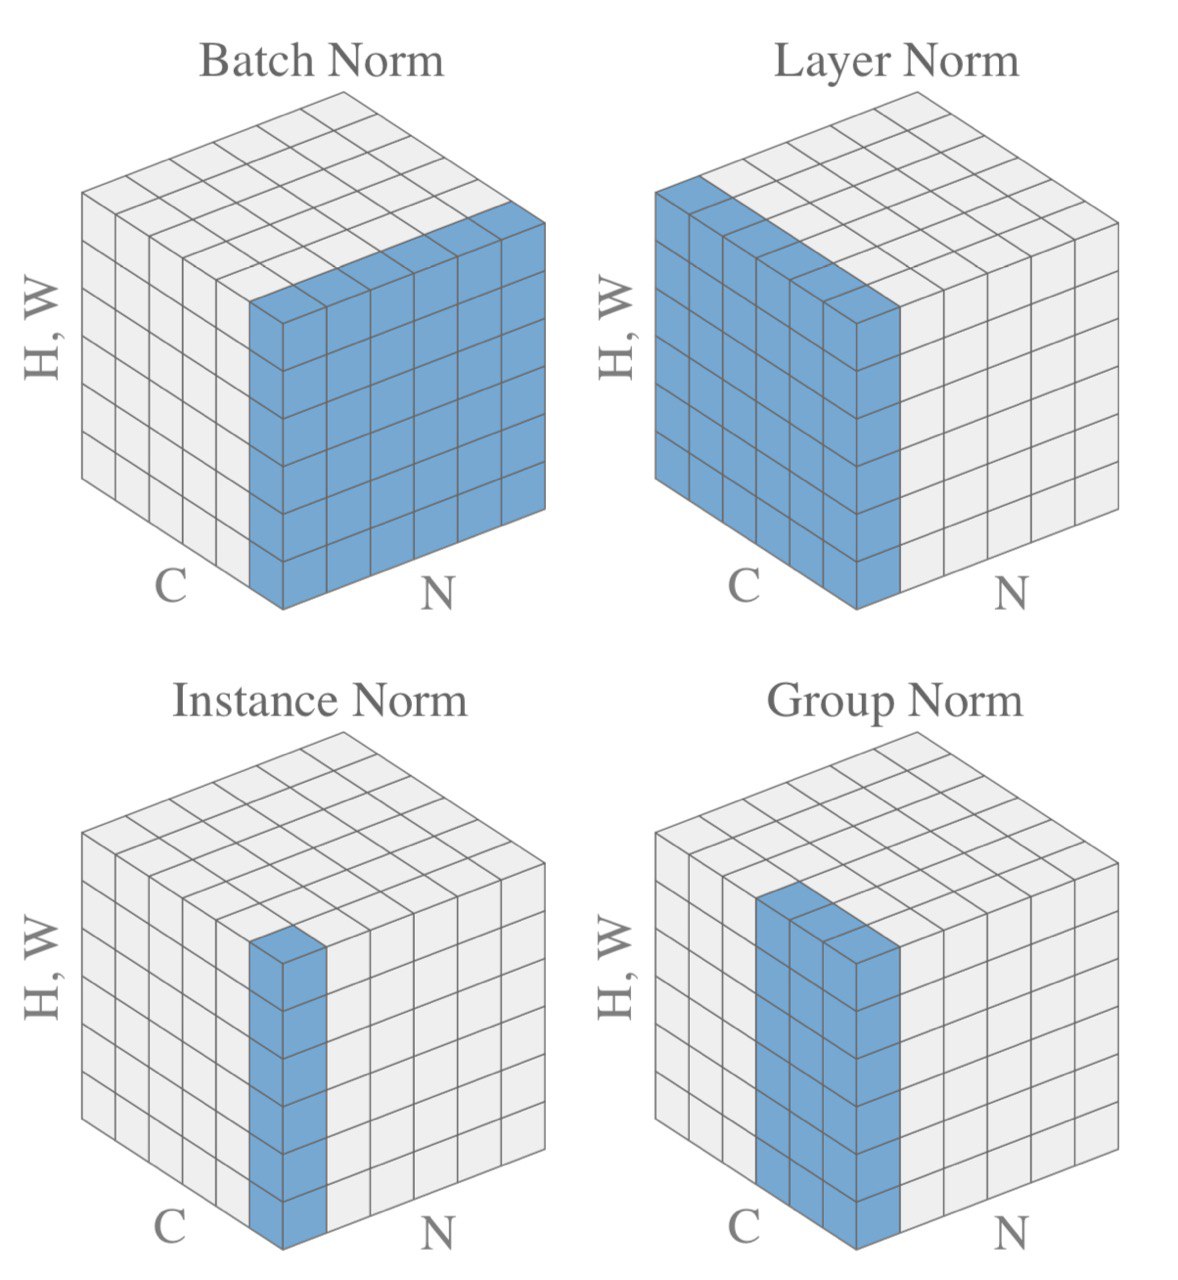 Batch Norm
H, W
C
N
Layer Norm
H, W
C
N
Instance Norm
H, W
C
N
Group Norm
H, W
C
N